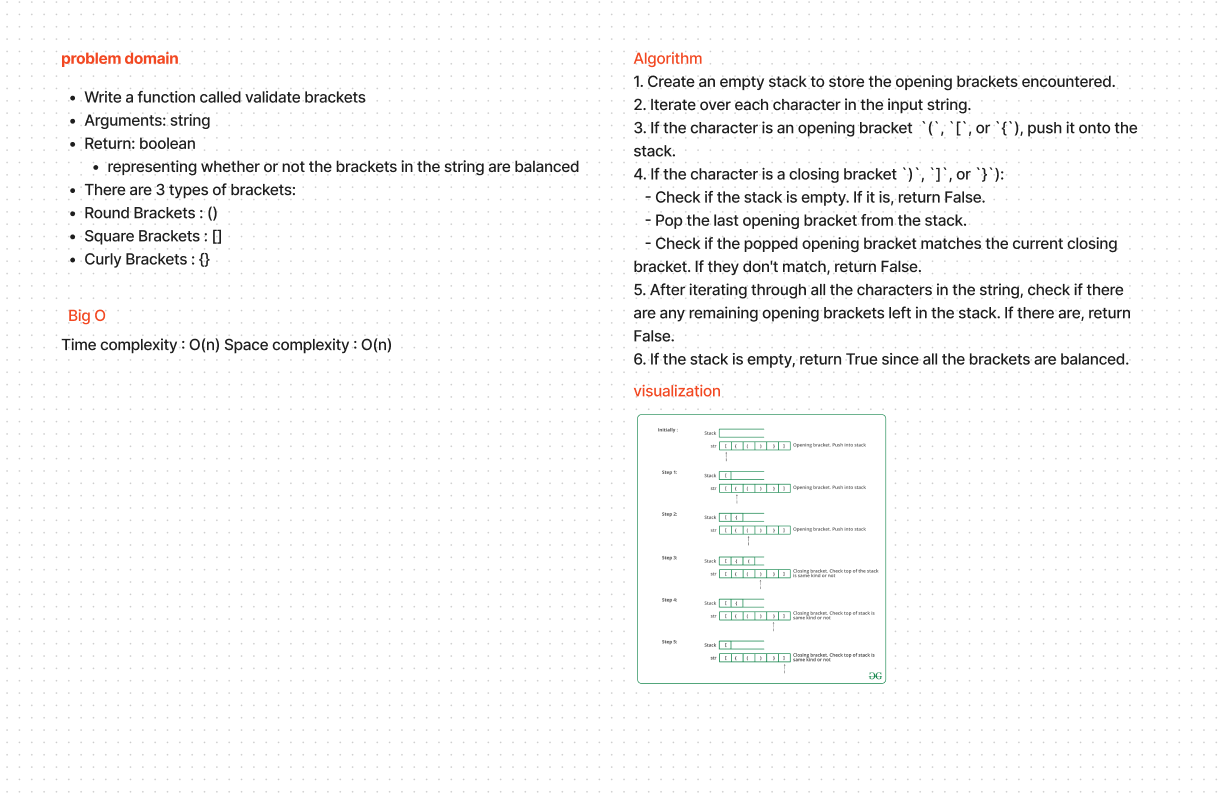 problem domain
Write a function called validate brackets
Arguments: string
Return: boolean
representing whether or not the brackets in the string are balanced
There are 3 types of brackets:
Round Brackets : ()
Square Brackets : []
Curly Brackets : {}
Big O
Time complexity : O(n) Space complexity : O(n)
Algorithm
1. Create an empty stack to store the opening brackets encountered.
2. Iterate over each character in the input string.
3. If the character is an opening bracket `(`, `[`, or `{`), push it onto the
stack.
4. If the character is a closing bracket `)`, `]`, or `}`):
- Check if the stack is empty. If it is, return False.
- Pop the last opening bracket from the stack.
- Check if the popped opening bracket matches the current closing
bracket. If they don't match, return False.
5. After iterating through all the characters in the string, check if there
are any remaining opening brackets left in the stack. If there are, return
False.
6. If the stack is empty, return True since all the brackets are balanced.
visualization
Initially :
Stack
str
Opening bracket. Push into stack
Step 1:
Stack
str
Opening bracket. Push into stack
Step 2:
Stack
str
Opening bracket. Push into stack
Step 3:
Stack
str
Closing bracket. Check top of the stack
is same kind or not
Step 4:
Stack
str
Closing bracket. Check top of stack is
same kind or not
Step 5:
Stack
str
Closing bracket. Check top of stack is
same kind or not